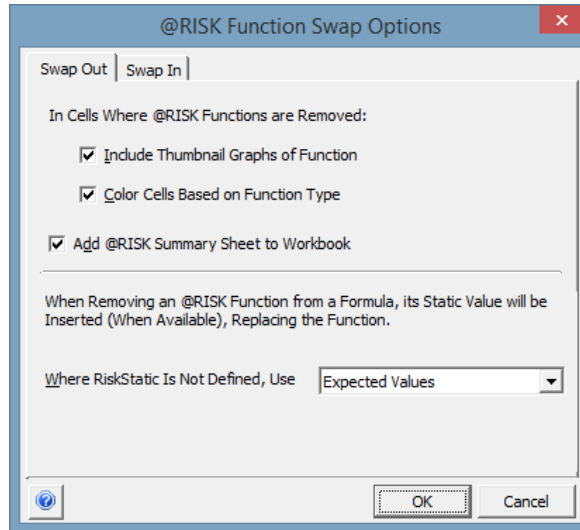 @RISK Function Swap Options
x
Swap Out
Swap In
In Cells Where @RISK Functions are Removed:
Include Thumbnail Graphs of Function
Color Cells Based on Function Type
Add @RISK Summary Sheet to Workbook
When Removing an @RISK Function from a Formula, its Static Value will be
Inserted (When Available), Replacing the Function.
Where RiskStatic Is Not Defined, Use
Expected Values
?
OK
Cancel